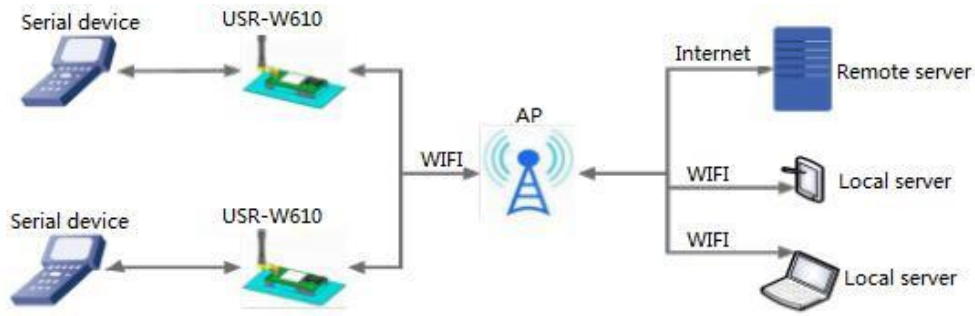 Serial device
USR-W610
Internet
Remote server
AP
WIFI
WIFI
Local server
Serial device
USR-W610
WIFI
Local server